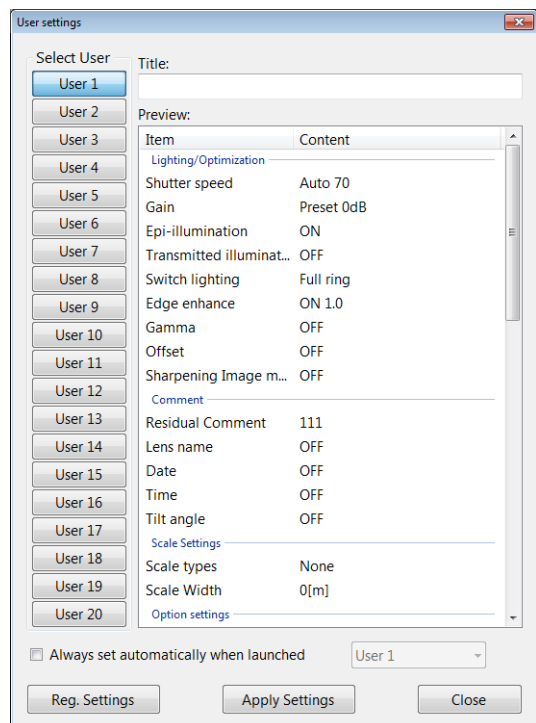 User settings
Select User
User 1
User 2
User 3
User 4
User 5
User 6
User 7
User 8
User 9
User 10
User 11
User 12
User 13
User 14
User 15
User 16
User 17
User 18
User 19
User 20
Title:
Preview:
Item Content
Lighting/Optimization
Shutter speed Auto 70
Gain Preset 0dB
Epi-illumination ON
Transmitted illuminat... OFF
Switch lighting Full ring
Edge enhance ON 1.0
Gamma OFF
Offset OFF
Sharpening Image m... OFF
Comment
Residual Comment 111
Lens name OFF
Date OFF
Time OFF
Tilt angle OFF
Scale Settings
Scale types None
Scale Width 0[m]
Option settings
Always set automatically when launched User 1
Reg. Settings Apply Settings Close